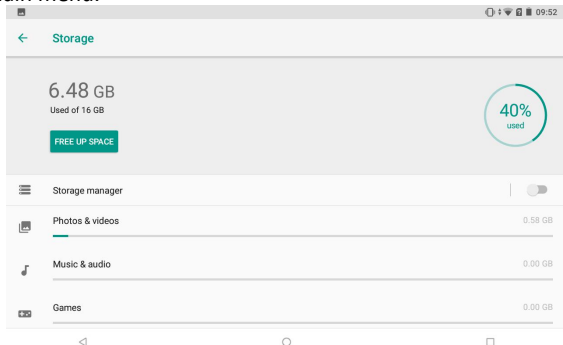 09:52
Storage
6.48 GB
Used of 16 GB
FREE UP SPACE
40%
used
Storage manager
Photos & videos
0.58 GB
Music & audio
0.00 GB
Games
0.00 GB